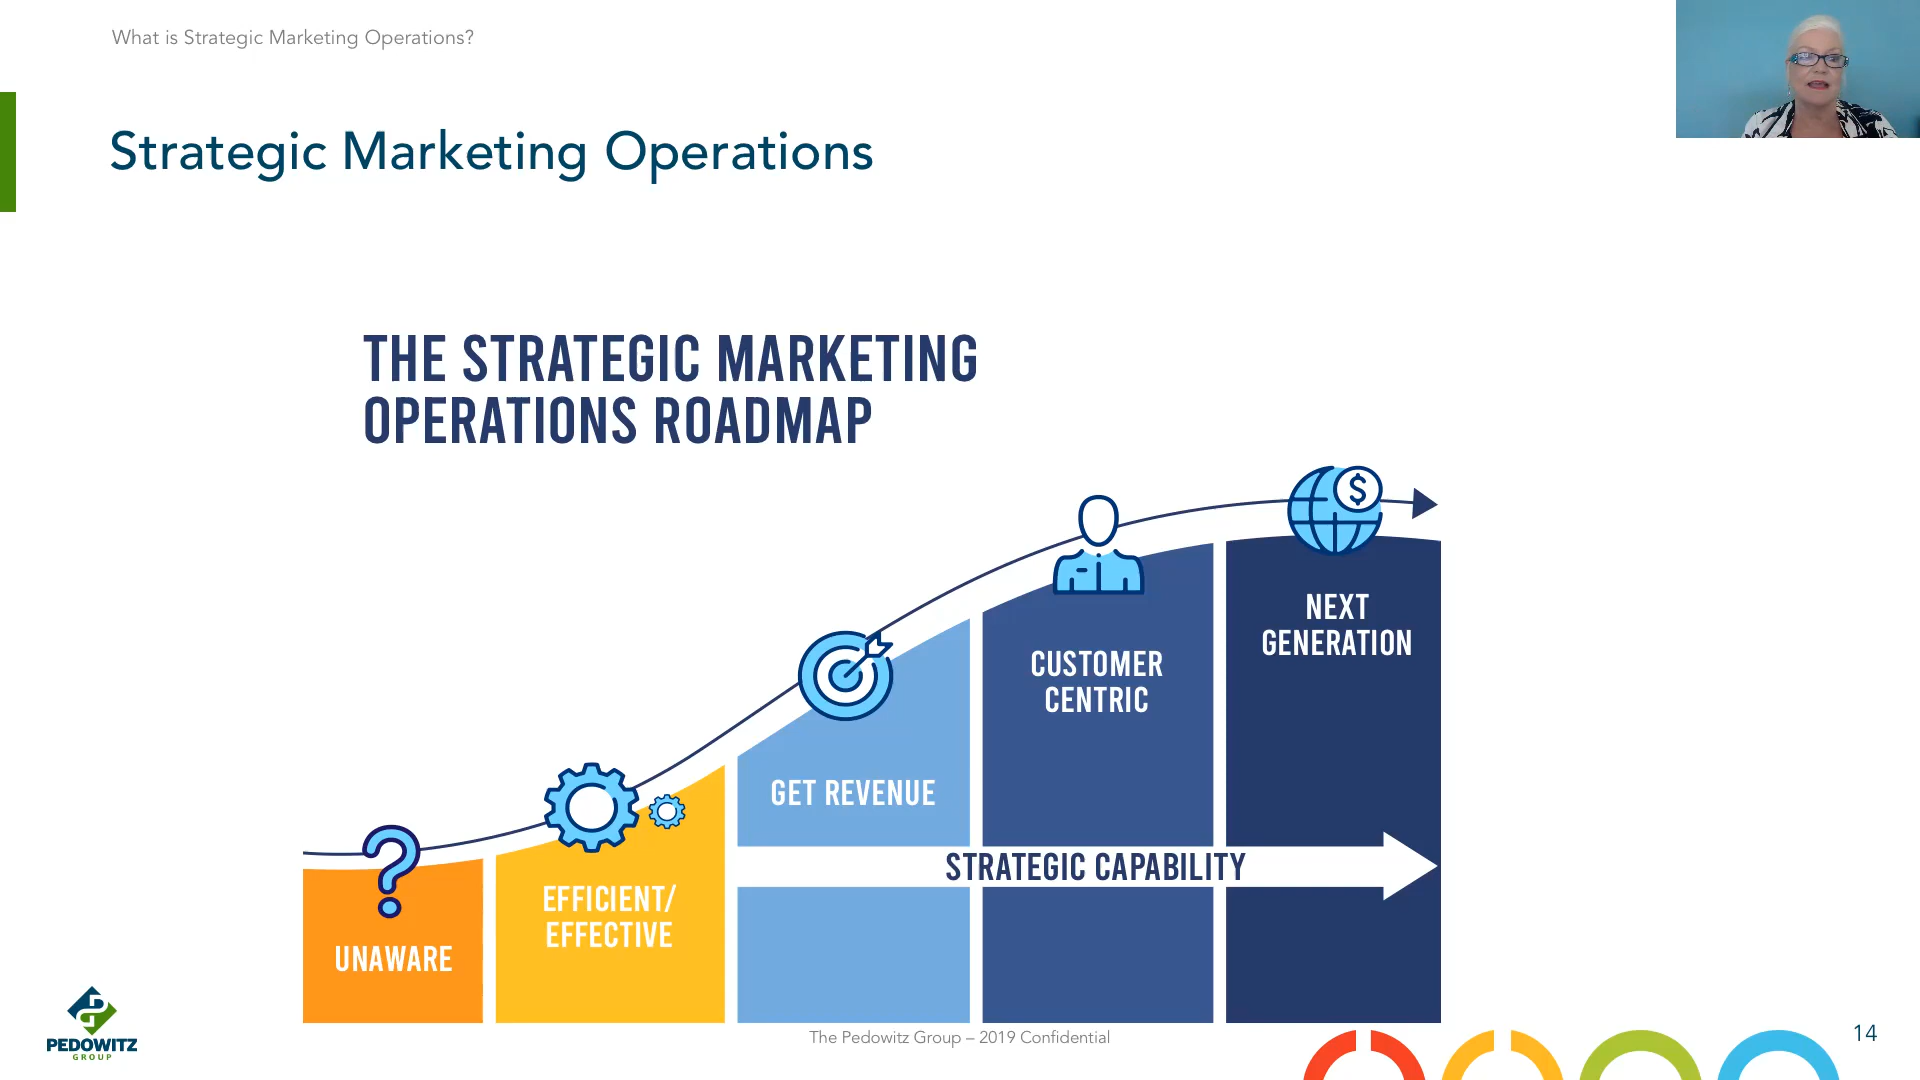 What is Strategic Marketing Operations?
Strategic Marketing Operations
THE STRATEGIC MARKETING
OPERATIONS ROADMAP
$
NEXT
GENERATION
CUSTOMER
CENTRIC
GET REVENUE
STRATEGIC CAPABILITY
EFFICIENT/
EFFECTIVE
UNAWARE
PEDOWITZ
GROUP
The Pedowitz Group – 2019 Confidential
14